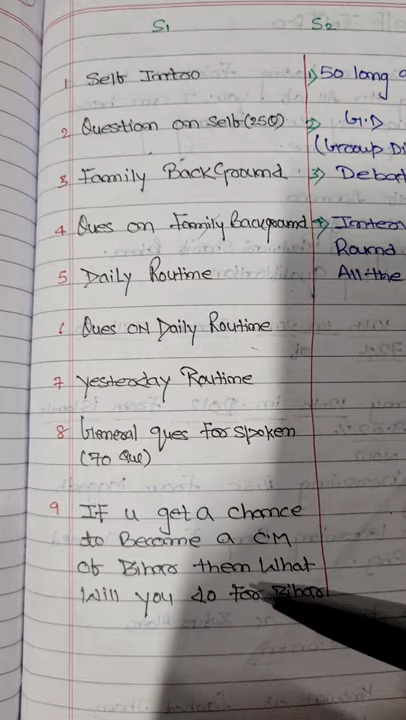 S1
1 Self Intro
2 Question on Self (250)
3 Family BackGround
4 Ques on Family Background
5 Daily Routine
6 Ques ON Daily Routine
7 yesterday Routine
8 General ques for spoken
(70 Que)
9 If u get a chance
to Become a CM
of Bihar them What
Will you do for Bihar
S2
1) 50 long
2) G.D
(Group Di
3) Debat
4)
Round
All the